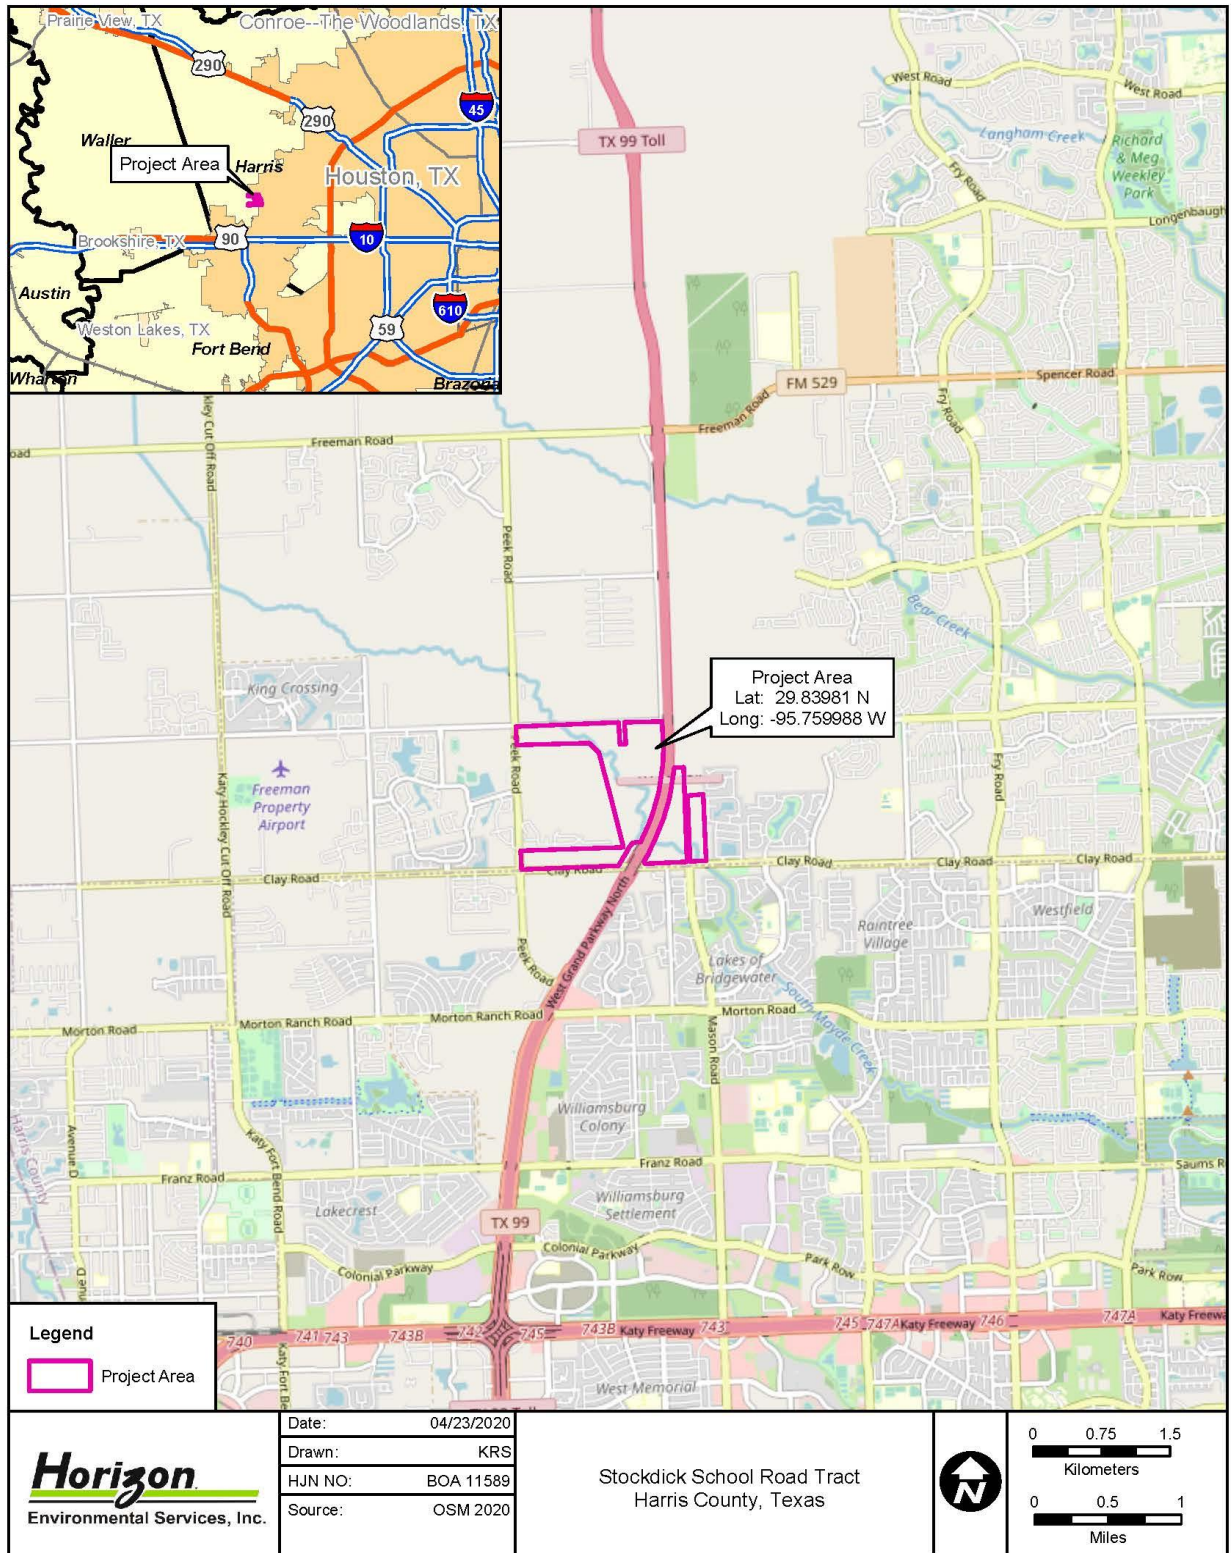 Prairie View, TX
Conroe--The Woodlands, TX
290
290
45
Waller
Harris
Project Area
Houston, TX
Brookshire, TX
90
10
Austin
610
Weston Lakes, TX
59
Fort Bend
Wharton
Brazoria
TX 99 Toll
West Road
West Road
Langham Creek
Richard
& Meg
Weekley
Park
Fry Road
Longenbaugh
FM 529
Spencer Road
Freeman Road
Freeman Road
Fry Road
oad
kley Cut Off Road
Peek Road
Bear Creek
King Crossing
Project Area
Lat: 29.83981 N
Long: -95.759988 W
Peek Road
Fry Road
Freeman
Property
Airport
Katy Hockley Cut Off Road
Clay Road
Clay Road
Clay Road
Clay Road
Clay Road
West Grand Parkway North
Westfield
Raintree
Village
Peek Road
Lakes of
Bridgewater
South Mayde Creek
Morton Road
Morton Ranch Road
Morton Ranch Road
Morton Road
Mason Road
Williamsburg
Colony
Avenue D
Harris County
Katy Fort Bend Road
Franz Road
Franz Road
Saums R
Lakecrest
Williamsburg
Settlement
TX 99
Colonial Parkway
Colonial Parkway
Park Row
Park Row
nue D
740
741 743
743B
742
745
743B
Katy Freeway
743
745
747A
Katy Freeway
746
747A
Katy Freewa
Katy-Fort Be
West Memorial
Legend
Project Area
Horizon
Environmental Services, Inc.
Date: 04/23/2020
Drawn: KRS
HJN NO: BOA 11589
Source: OSM 2020
Stockdick School Road Tract
Harris County, Texas
N
0 0.75 1.5
Kilometers
0 0.5 1
Miles